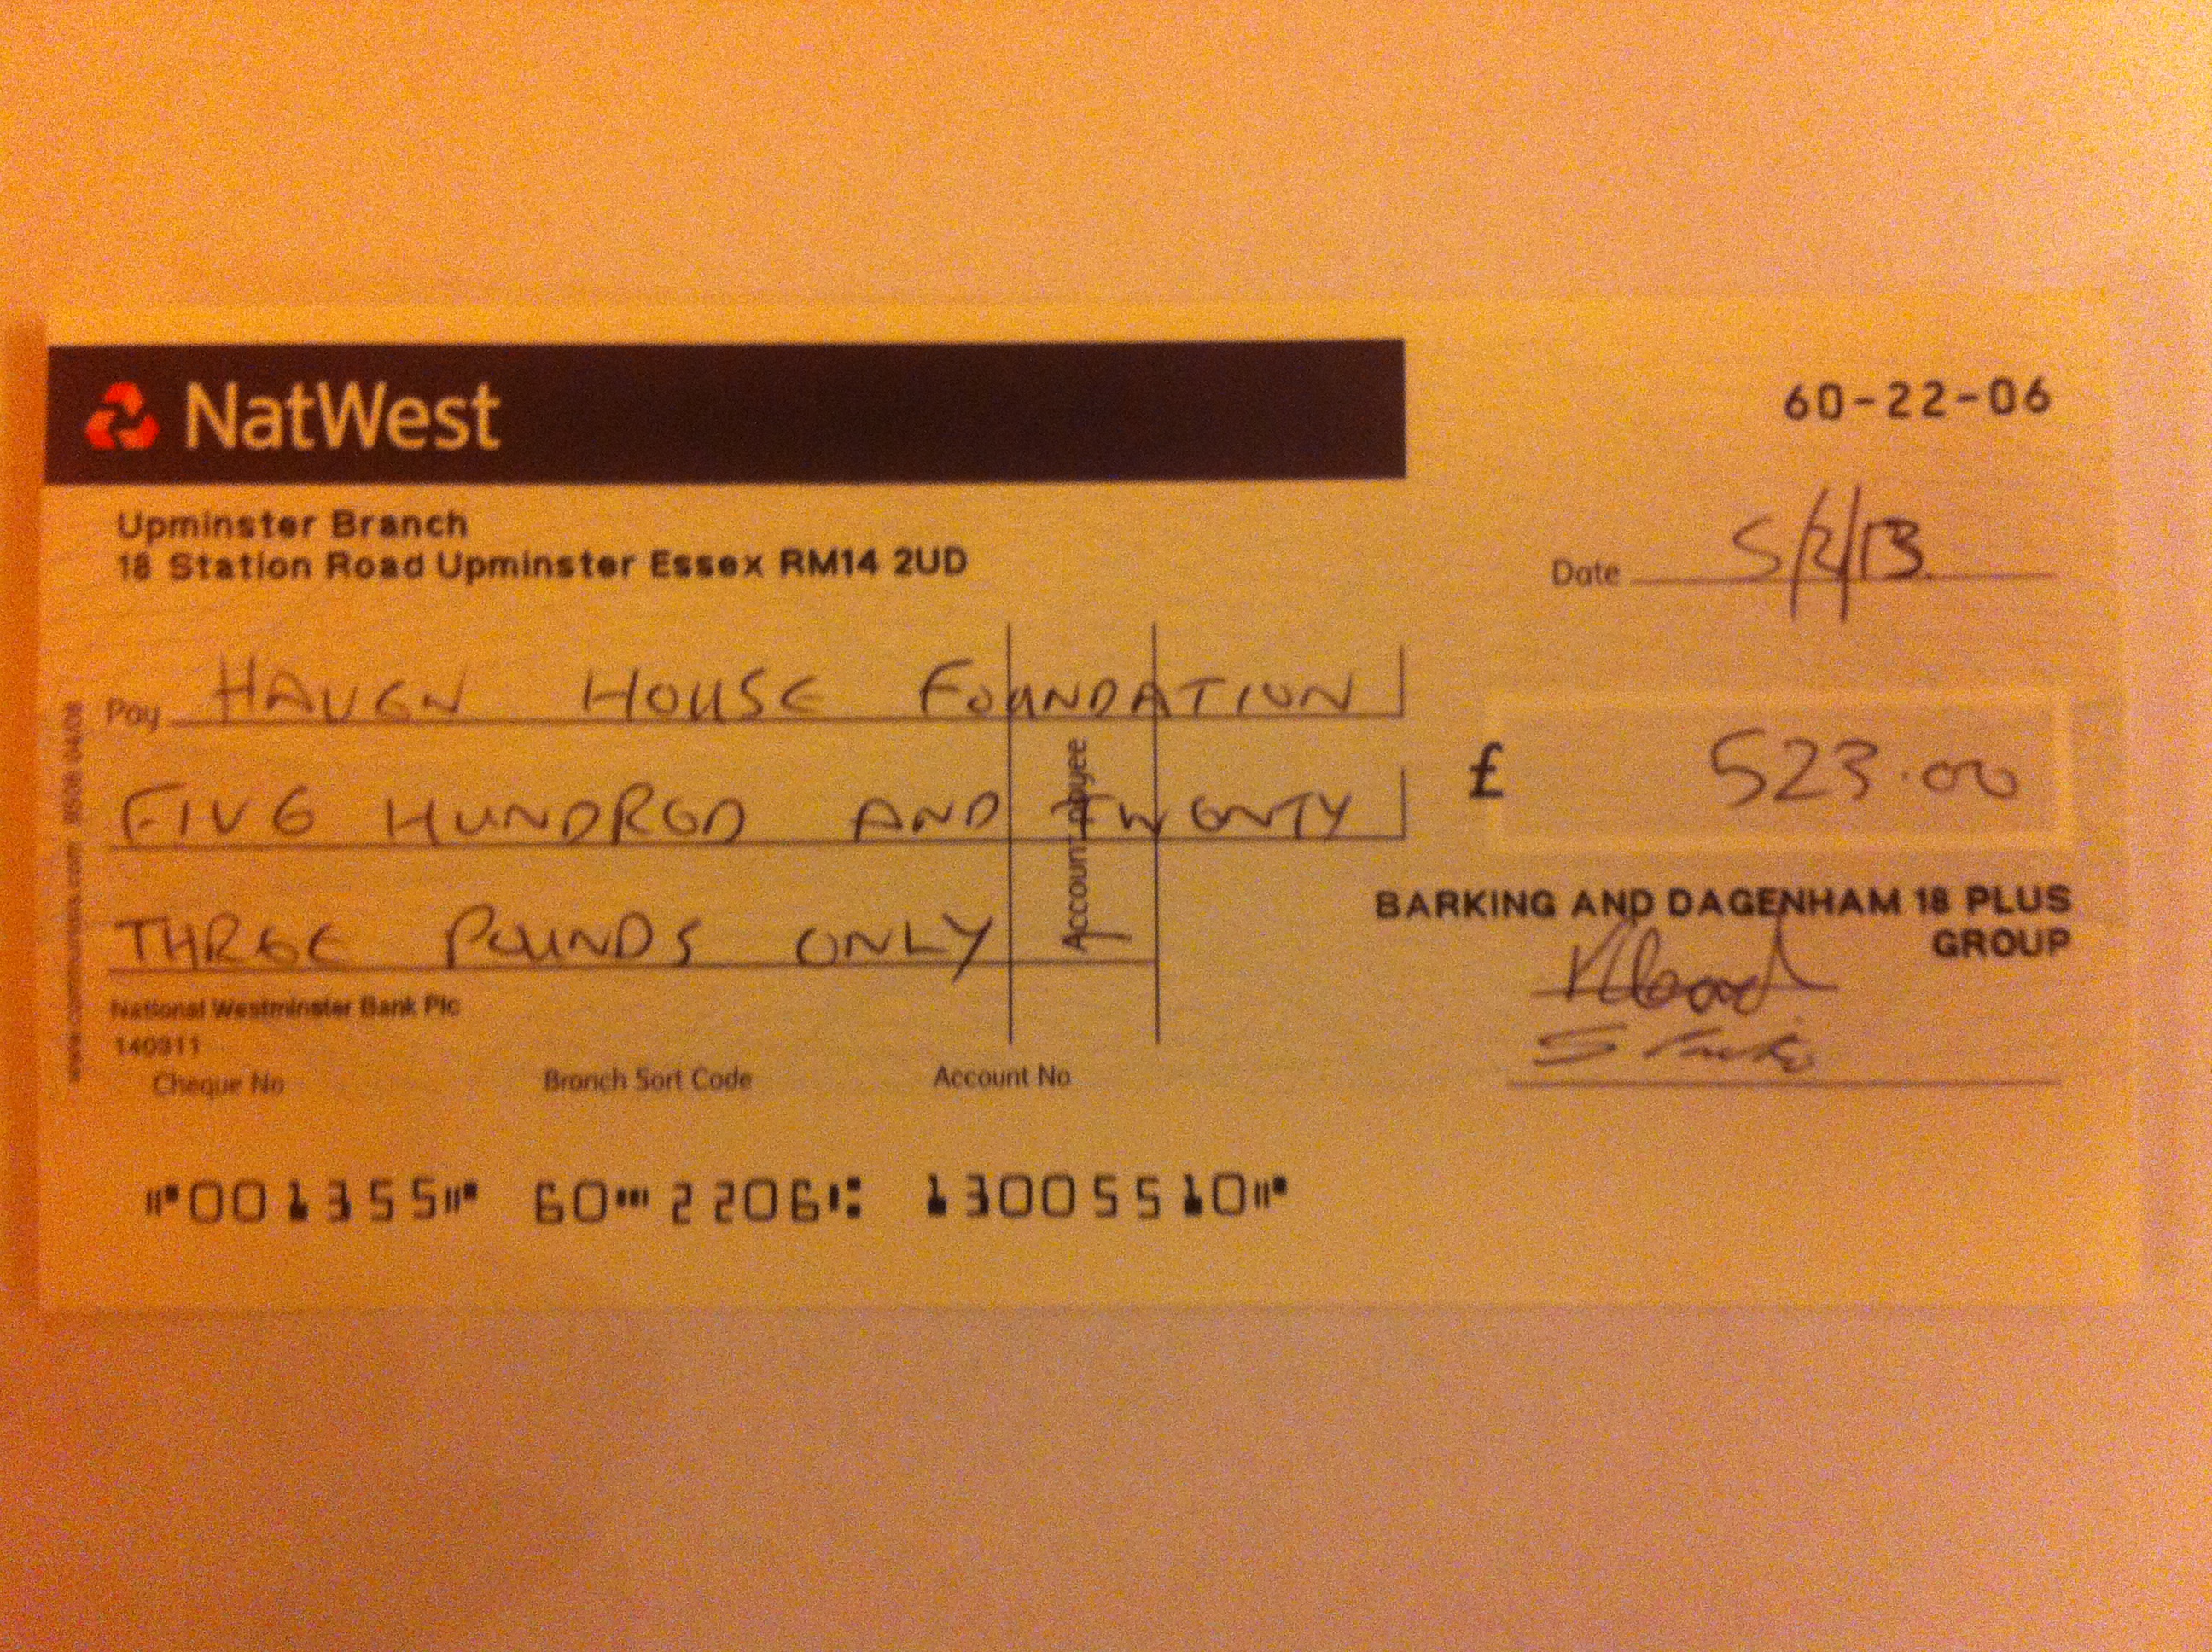 NatWest
60-22-06
Upminster Branch
18 Station Road Upminster Essex RM14 2UD
Date 5/2/13
Pay HAVEN HOUSE FOUNDATION
FIVE HUNDRED AND TWENTY
THREE POUNDS ONLY
£ 523.00
Account payee
BARKING AND DAGENHAM 18 PLUS
GROUP
National Westminster Bank Plc
140311
Cheque No Branch Sort Code Account No
001355 60 2206 13005510